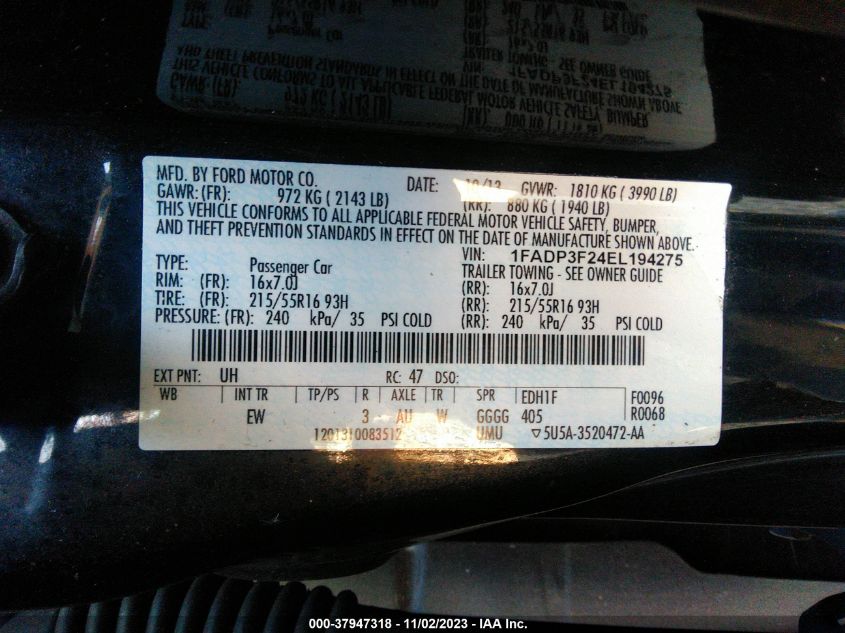 MFD. BY FORD MOTOR CO. DATE: 10/13 GVWR: 1810 KG ( 3990 LB)
GAWR: (FR): 972 KG ( 2143 LB) (RR): 880 KG ( 1940 LB)
THIS VEHICLE CONFORMS TO ALL APPLICABLE FEDERAL MOTOR VEHICLE SAFETY, BUMPER,
AND THEFT PREVENTION STANDARDS IN EFFECT ON THE DATE OF MANUFACTURE SHOWN ABOVE.
VIN: 1FADP3F24EL194275
TYPE: Passenger Car TRAILER TOWING - SEE OWNER GUIDE
RIM: (FR): 16x7.0J (RR): 16x7.0J
TIRE: (FR): 215/55R16 93H (RR): 215/55R16 93H
PRESSURE: (FR): 240 kPa/ 35 PSI COLD (RR): 240 kPa/ 35 PSI COLD
EXT PNT: UH RC: 47 DSO:
WB INT TR TP/PS R AXLE TR SPR EDH1F F0096
EW 3 AU W GGGG 405 R0068
1201310083512 UMU ▽5U5A-3520472-AA
000-37947318 - 11/02/2023 - IAA Inc.